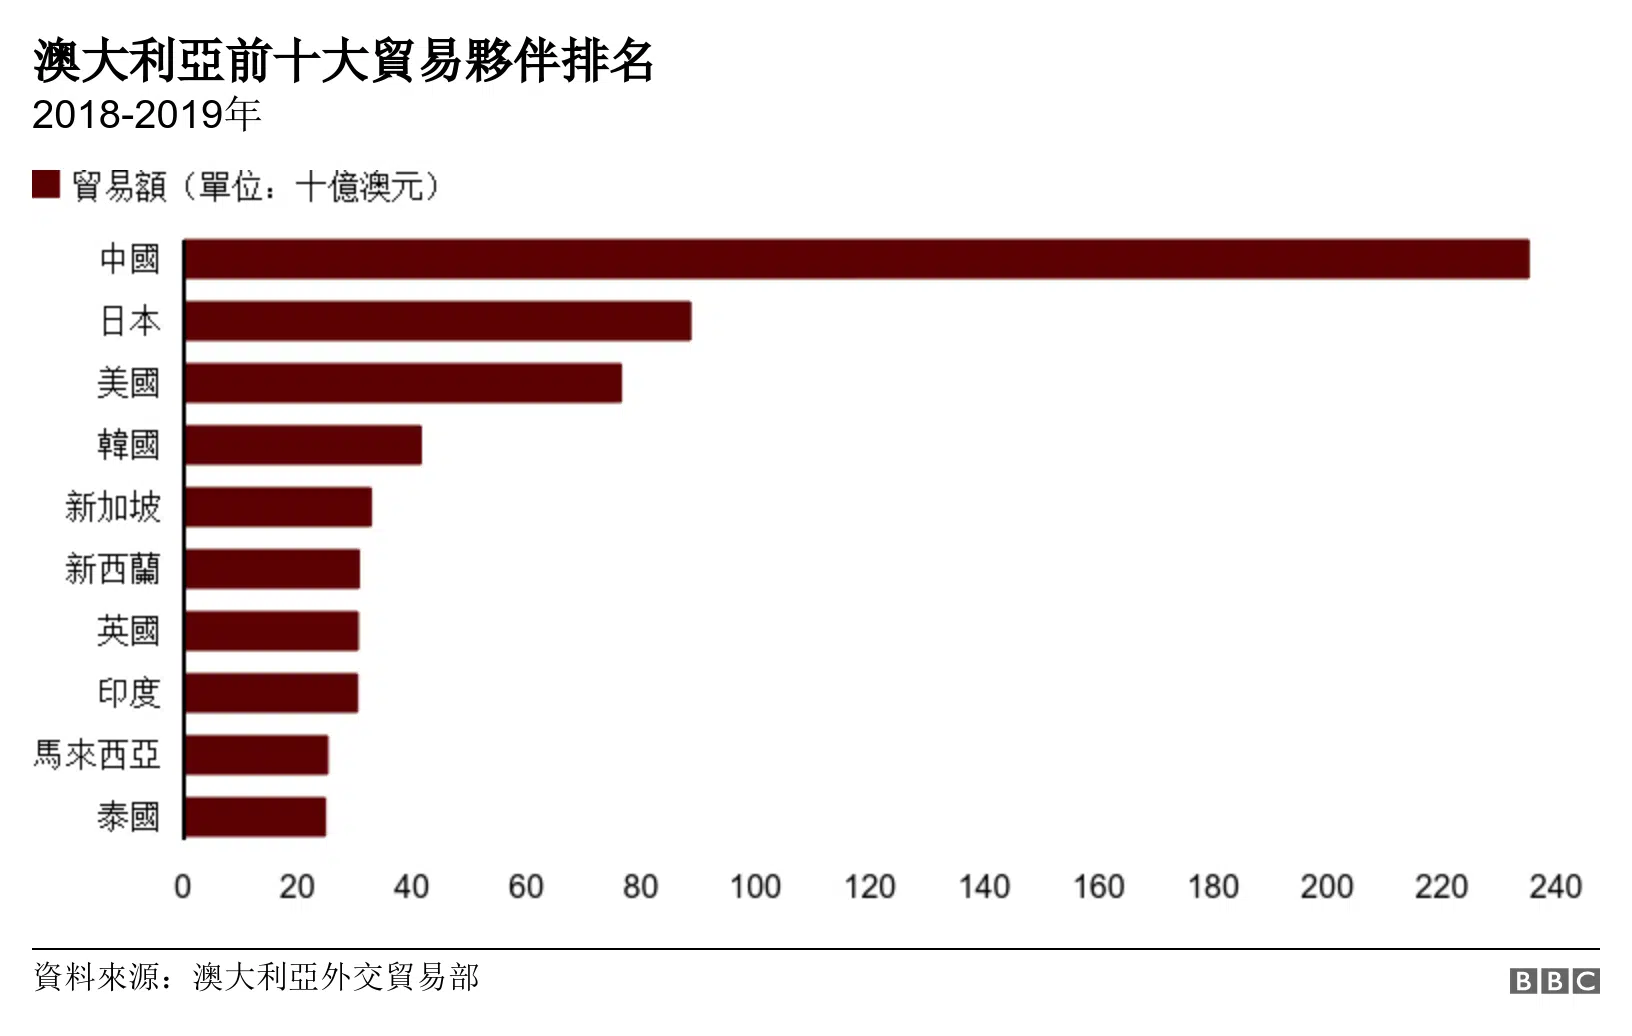 澳大利亞前十大貿易夥伴排名
2018-2019年
貿易額（單位：十億澳元）
中國
日本
美國
韓國
新加坡
新西蘭
英國
印度
馬來西亞
泰國
0 20 40 60 80 100 120 140 160 180 200 220 240
資料來源：澳大利亞外交貿易部
BBC